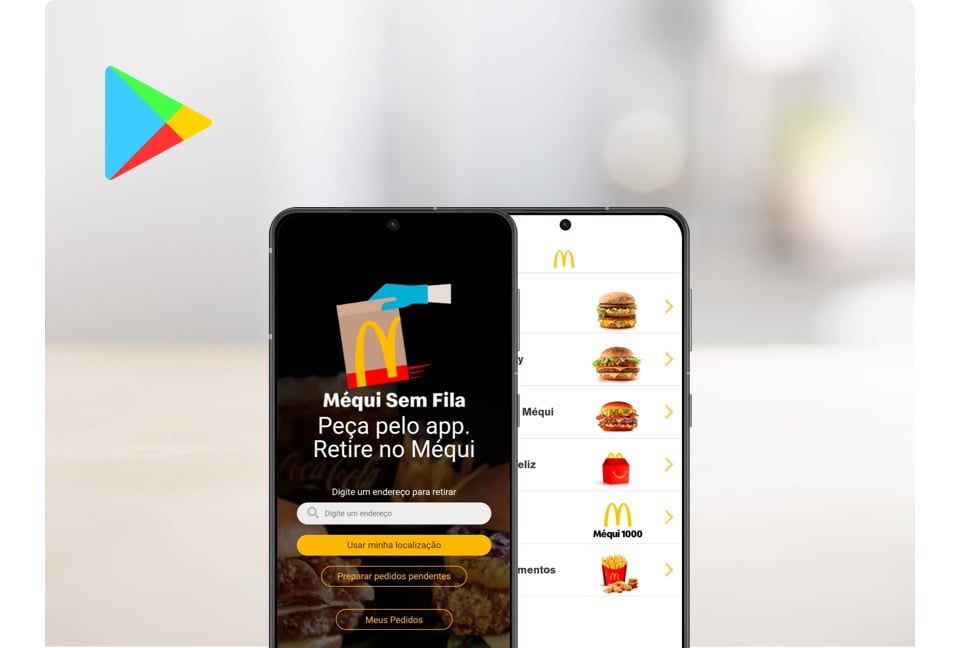 Méqui Sem Fila
Peça pelo app.
Retire no Méqui
Digite um endereço para retirar
Digite um endereço
Usar minha localização
Preparar pedidos pendentes
Meus Pedidos
y
Méqui
eliz
Méqui 1000
mentos